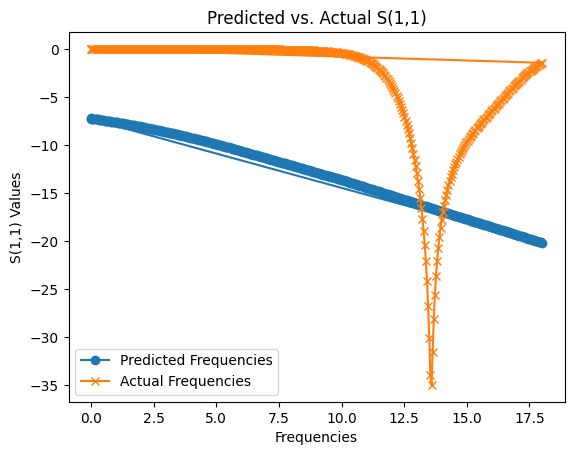 Predicted vs. Actual S(1,1)
S(1,1) Values
0
−5
−10
−15
−20
−25
−30
−35
Predicted Frequencies
Actual Frequencies
0.0 2.5 5.0 7.5 10.0 12.5 15.0 17.5
Frequencies